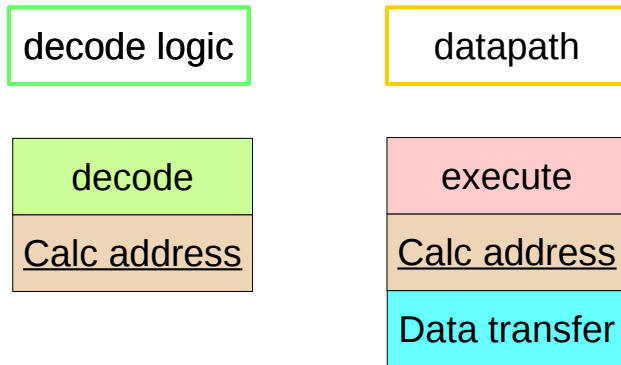 decode logic
datapath
decode
execute
Calc address
Calc address
Data transfer